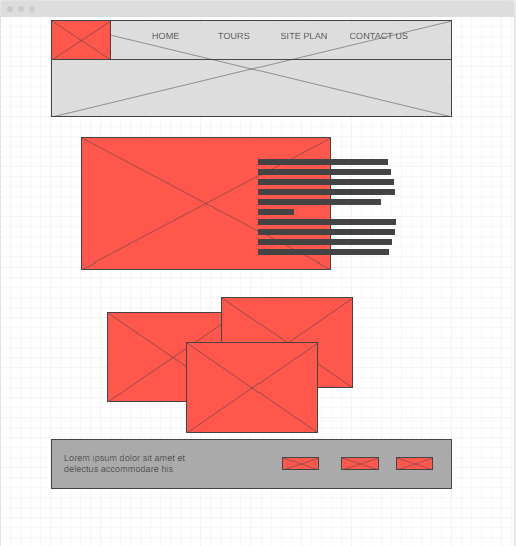 HOME TOURS SITE PLAN CONTACT US
Lorem ipsum dolor sit amet et
delectus accommodare his